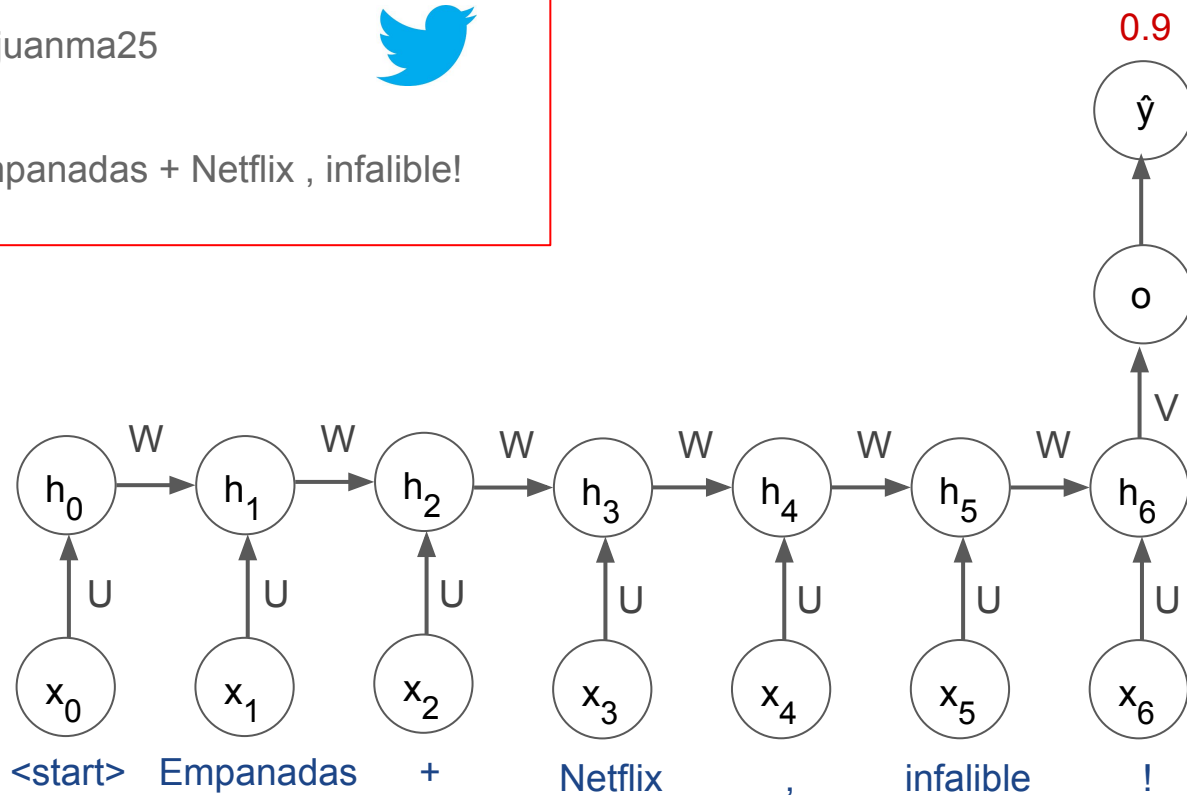 juanma25
0.9
ŷ
mpanadas + Netflix , infalible!
o
V
W W W W W W
h0 h1 h2 h3 h4 h5 h6
U U U U U U U
x0 x1 x2 x3 x4 x5 x6
<start> Empanadas + Netflix , infalible !